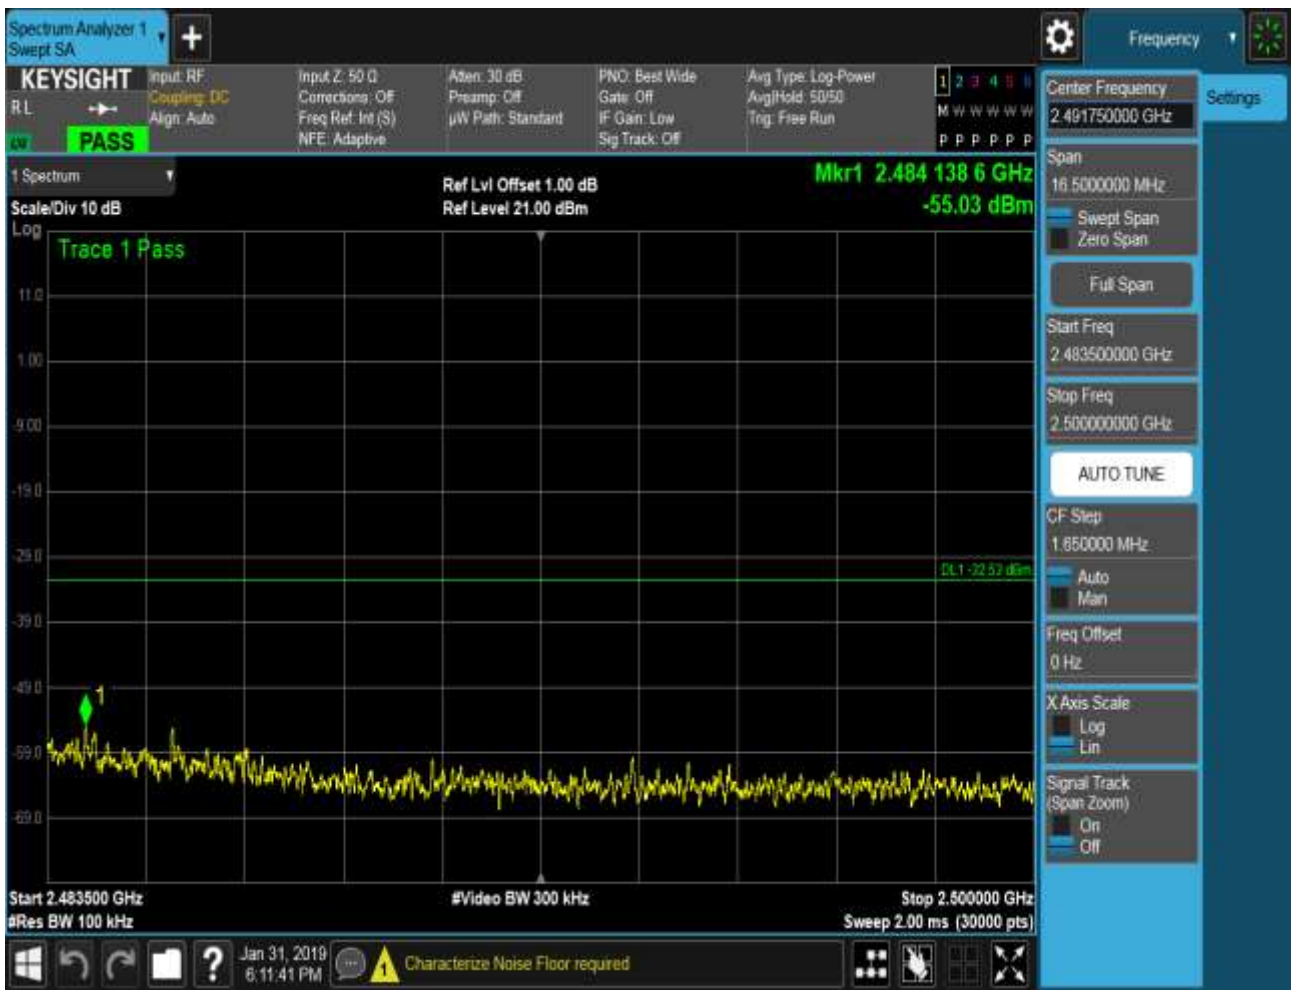 Spectrum Analyzer 1
Swept SA
+
Frequency
KEYSIGHT
R L
PASS
Input: RF
Coupling: DC
Align: Auto
Input Z: 50 Ω
Corrections: Off
Freq Ref: Int (S)
NFE: Adaptive
Atten: 30 dB
Preamp: Off
µW Path: Standard
PNO: Best Wide
Gate: Off
IF Gain: Low
Sig Track: Off
Avg Type: Log-Power
Avg|Hold: 50/50
Trig: Free Run
1 2 3 4 5 6
M W W W W W
P P P P P P
1 Spectrum
Scale/Div 10 dB
Log
Ref Lvl Offset 1.00 dB
Ref Level 21.00 dBm
Mkr1 2.484 138 6 GHz
-55.03 dBm
Trace 1 Pass
11.0
1.00
-9.00
-19.0
-29.0
DL1 -32.53 dBm
-39.0
-49.0
1
-59.0
-69.0
Start 2.483500 GHz
#Video BW 300 kHz
Stop 2.500000 GHz
#Res BW 100 kHz
Sweep 2.00 ms (30000 pts)
?
Jan 31, 2019
6:11:41 PM
1
Characterize Noise Floor required
Center Frequency
2.491750000 GHz
Settings
Span
16.5000000 MHz
Swept Span
Zero Span
Full Span
Start Freq
2.483500000 GHz
Stop Freq
2.500000000 GHz
AUTO TUNE
CF Step
1.650000 MHz
Auto
Man
Freq Offset
0 Hz
X Axis Scale
Log
Lin
Signal Track
(Span Zoom)
On
Off